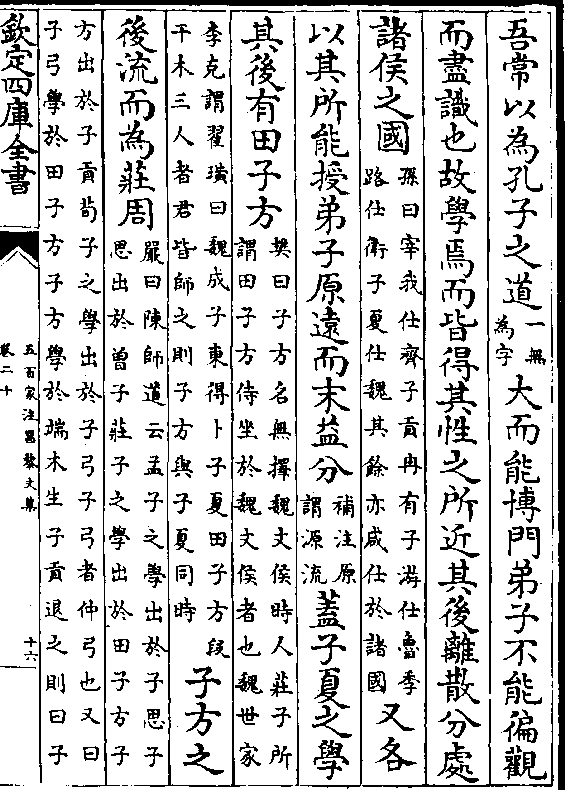 吾常以為孔子之道一無為字大而能博門弟子不能徧觀
而盡識也故學焉而皆得其性之所近其後離散分處
諸侯之國孫曰宰我仕齊子貢冉有子游仕魯季路仕衛子夏仕魏其餘亦咸仕於諸國又各
以其所能授弟子原遠而末益分補注原謂源流蓋子夏之學
其後有田子方樊曰子方名無擇魏文侯時人莊子所謂田子方侍坐於魏文侯者也魏世家
李克謂翟璜曰魏成子東得卜子夏田子方段干木三人者君皆師之則子方與子夏同時子方之
後流而為莊周嚴曰陳師道云孟子之學出於子思子思出於曾子莊子之學出於田子方子
方出於子貢荀子之學出於子弓子弓者仲弓也又曰子弓學於田子方子方學於端木生子貢退之則曰子
欽定四庫全書
五百家注昌黎文集
卷二十
十六